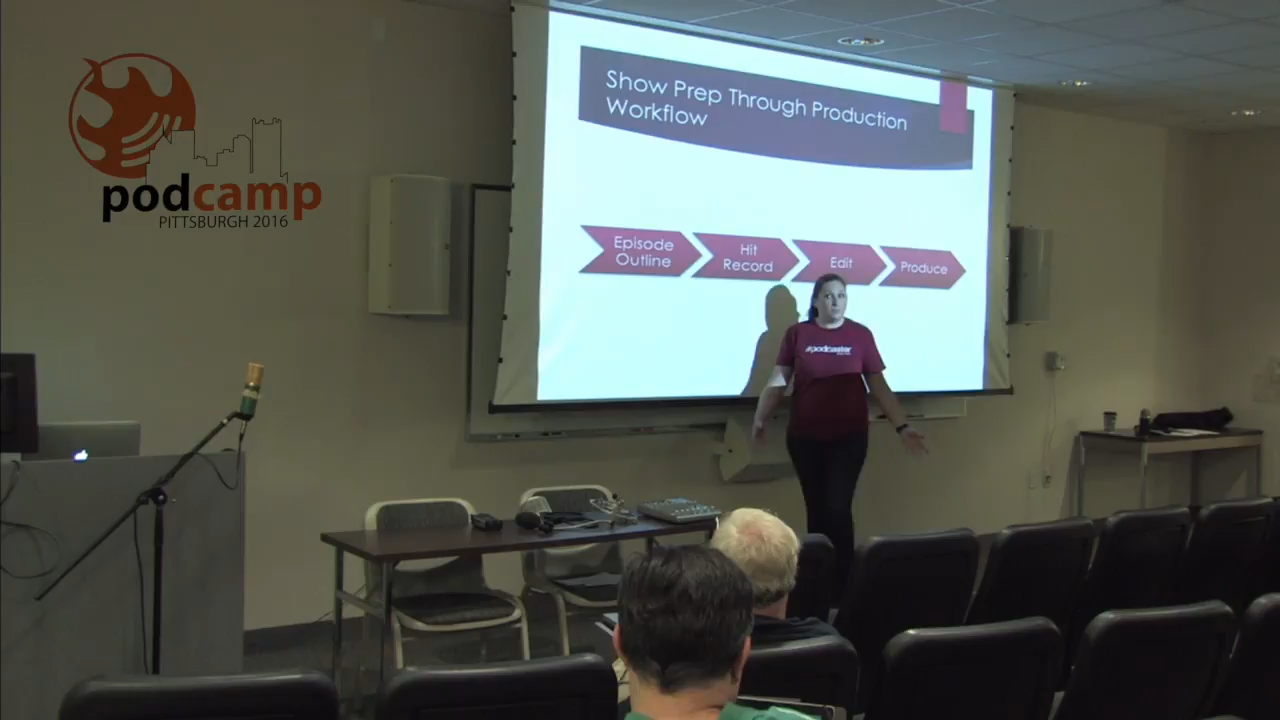 podcamp
PITTSBURGH 2016
Show Prep Through Production
Workflow
Episode
Outline
Hit
Record
Edit
Produce
#podcaster